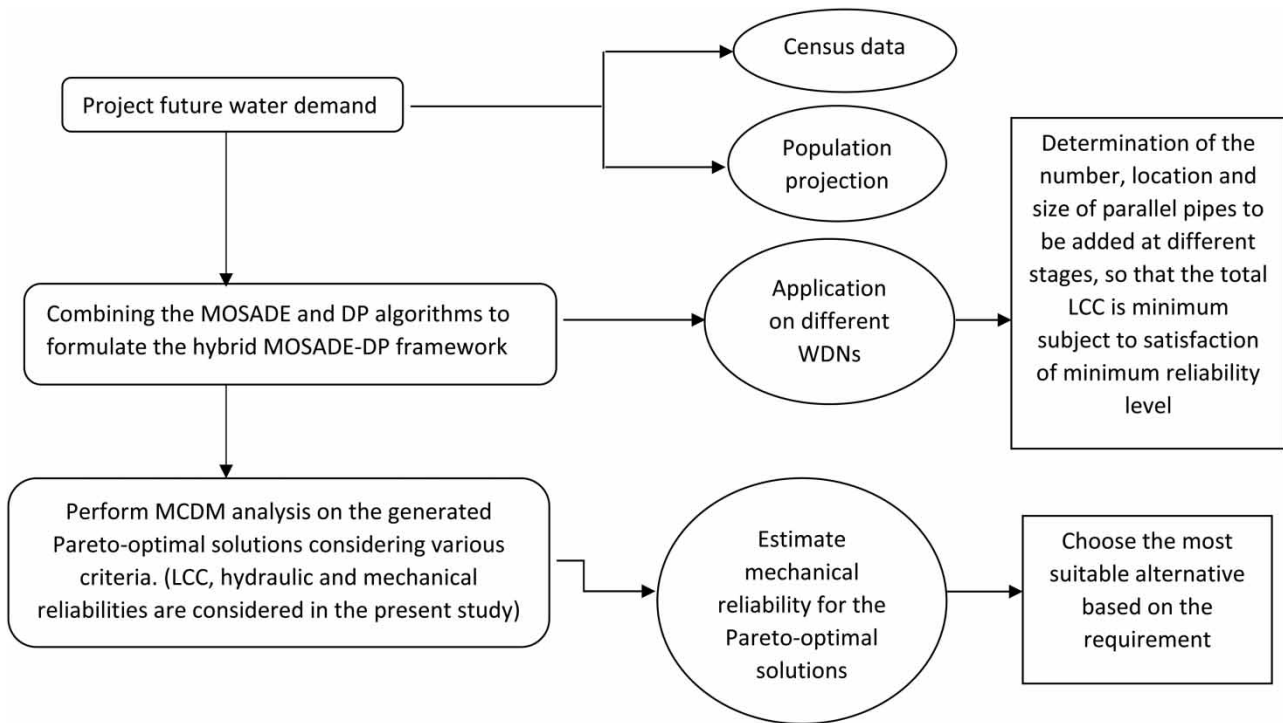 Census data
Project future water demand
Population
projection
Determination of the
number, location and
size of parallel pipes to
be added at different
stages, so that the total
LCC is minimum
subject to satisfaction
of minimum reliability
level
Combining the MOSADE and DP algorithms to
formulate the hybrid MOSADE-DP framework
Application
on different
WDNs
Perform MCDM analysis on the generated
Pareto-optimal solutions considering various
criteria. (LCC, hydraulic and mechanical
reliabilities are considered in the present study)
Estimate
mechanical
reliability for the
Pareto-optimal
solutions
Choose the most
suitable alternative
based on the
requirement